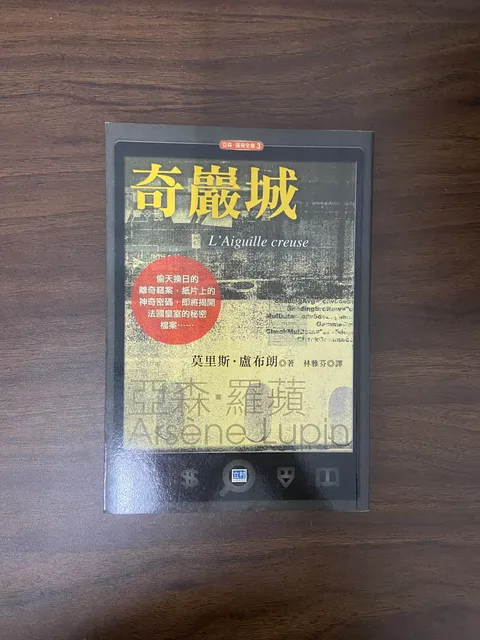 亞森・羅蘋全集 3
奇巖城
L'Aiguille creuse
偷天換日的
離奇竊案，紙片上的
神奇密碼，即將揭開
法國皇室的秘密
檔案……
莫里斯・盧布朗◎著 林雅芬◎譯
亞森・羅蘋
Arsène Lupin
$